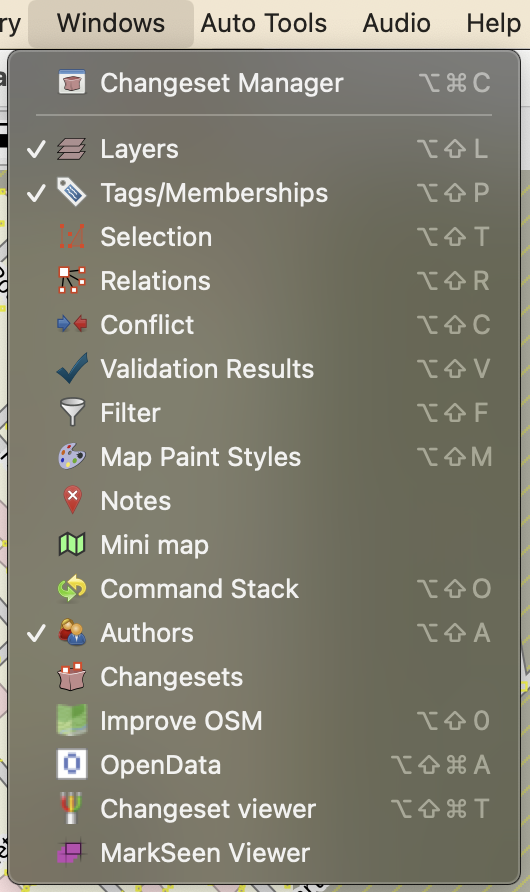 ry Windows Auto Tools Audio Help
Changeset Manager ⌥⌘C
✓ Layers ⌥⇧L
✓ Tags/Memberships ⌥⇧P
Selection ⌥⇧T
Relations ⌥⇧R
Conflict ⌥⇧C
Validation Results ⌥⇧V
Filter ⌥⇧F
Map Paint Styles ⌥⇧M
Notes
Mini map
Command Stack ⌥⇧O
✓ Authors ⌥⇧A
Changesets
Improve OSM ⌥⇧0
OpenData ⌥⇧⌘A
Changeset viewer ⌥⇧⌘T
MarkSeen Viewer